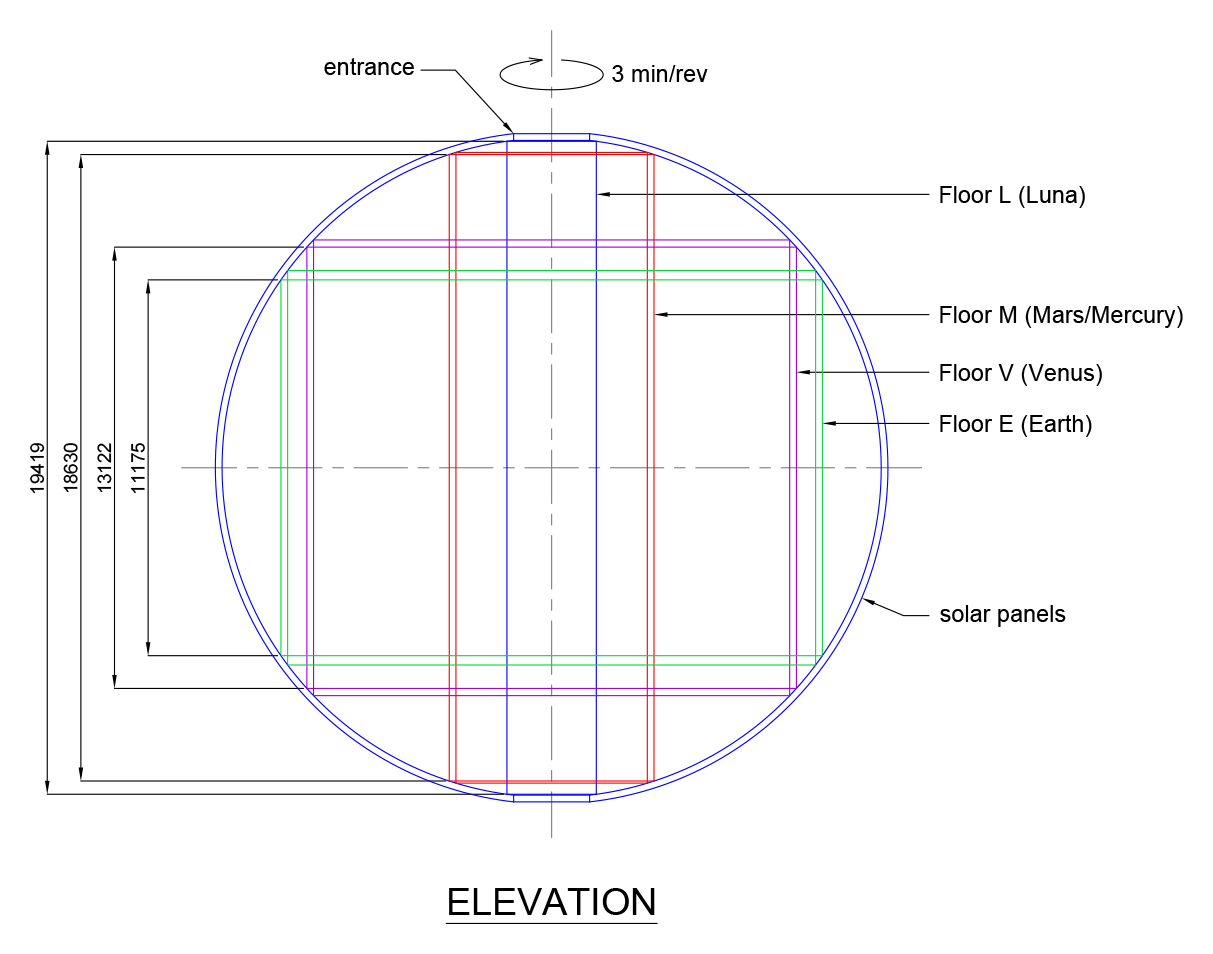 entrance
3 min/rev
Floor L (Luna)
Floor M (Mars/Mercury)
Floor V (Venus)
Floor E (Earth)
19419
18630
13122
11175
solar panels
ELEVATION